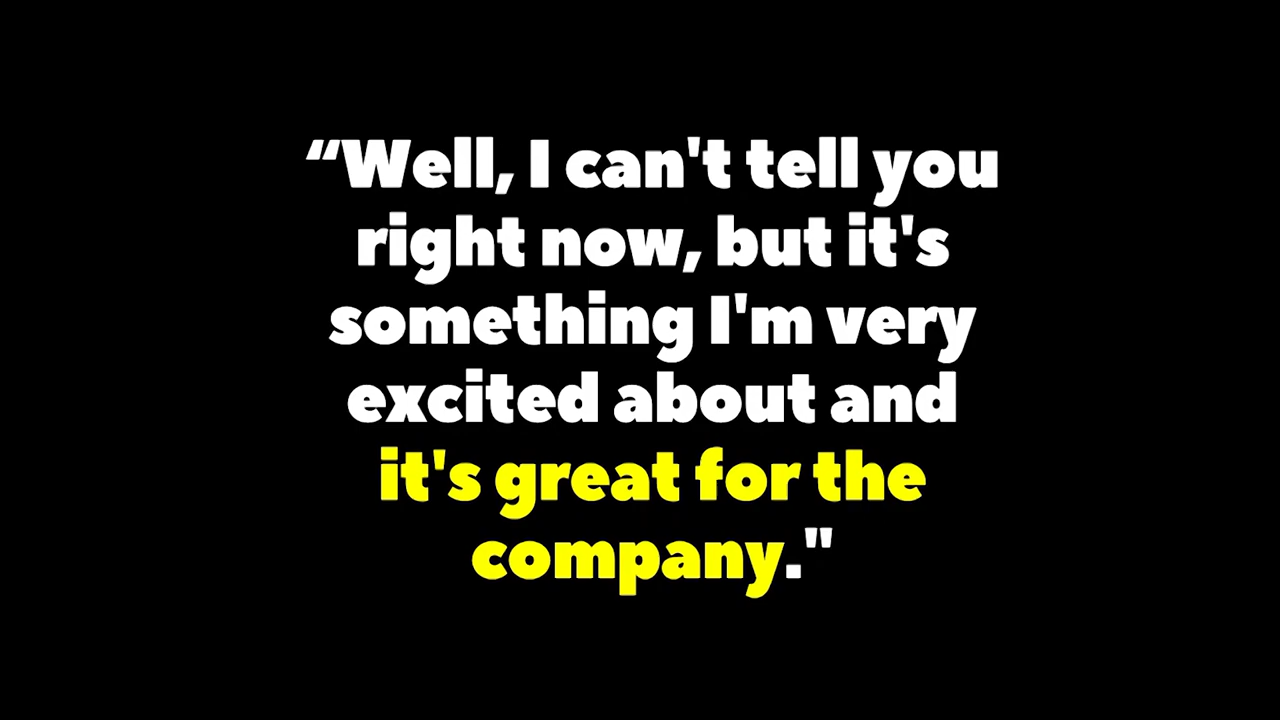 “Well, I can't tell you
right now, but it's
something I'm very
excited about and
it's great for the
company."